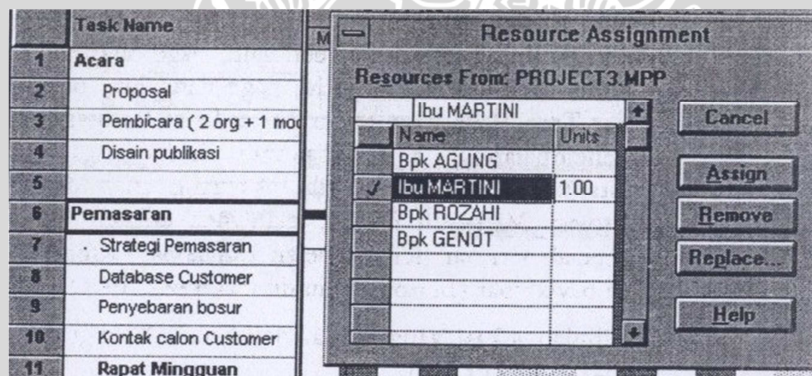 Task Name
1 Acara
2 Proposal
3 Pembicara ( 2 org + 1 mod
4 Disain publikasi
5
6 Pemasaran
7 . Strategi Pemasaran
8 Database Customer
9 Penyebaran bosur
10 Kontak calon Customer
11 Rapat Mingguan
M
Resource Assignment
Resources From: PROJECT3.MPP
Ibu MARTINI
Name Units
Bpk AGUNG
Ibu MARTINI 1.00
Bpk ROZAHI
Bpk GENOT
Cancel
Assign
Remove
Replace...
Help